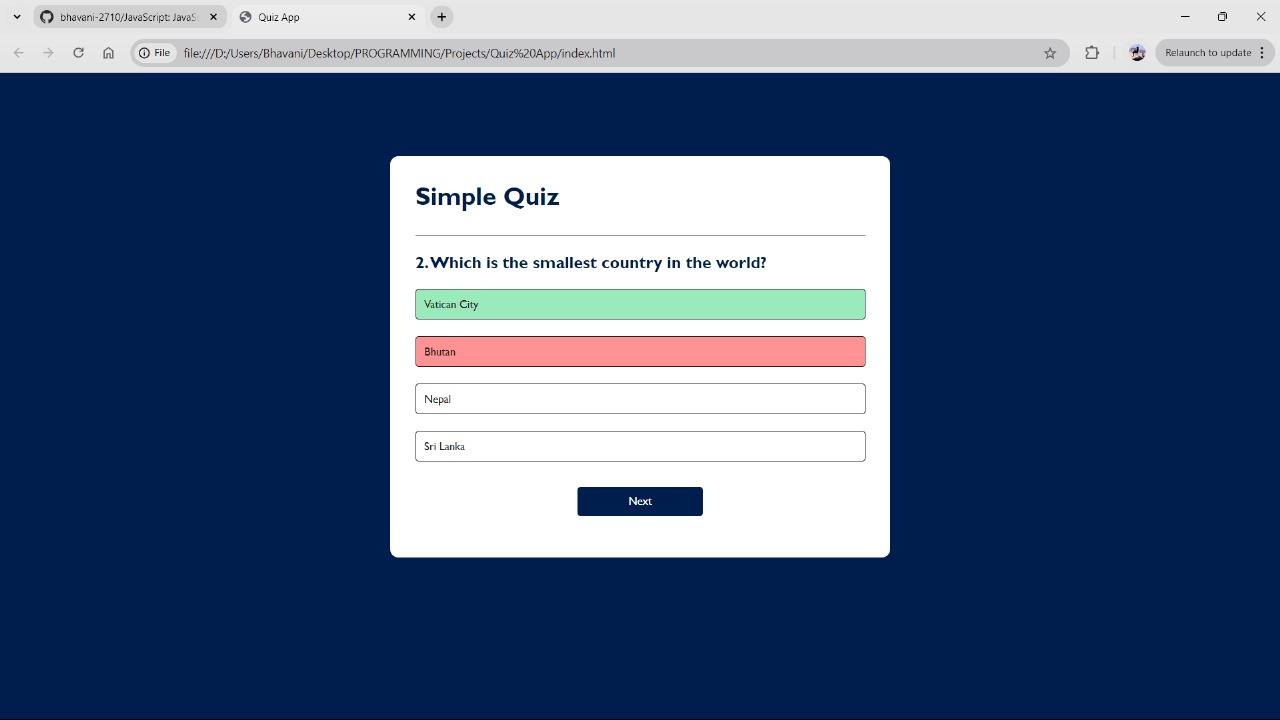 bhavani-2710/JavaScript: JavaS
Quiz App
File
file:///D:/Users/Bhavani/Desktop/PROGRAMMING/Projects/Quiz%20App/index.html
Relaunch to update
Simple Quiz
2.Which is the smallest country in the world?
Vatican City
Bhutan
Nepal
Sri Lanka
Next